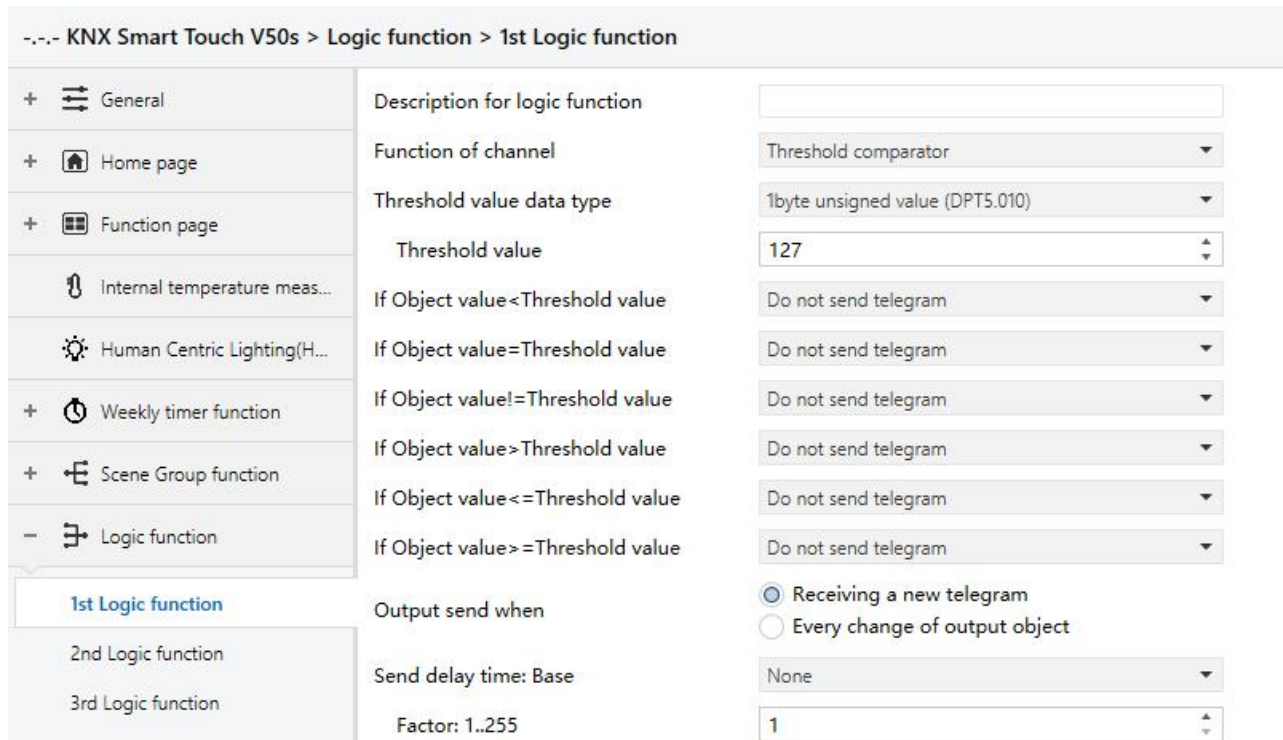 -.-.- KNX Smart Touch V50s > Logic function > 1st Logic function
+ General
+ Home page
+ Function page
Internal temperature meas...
Human Centric Lighting(H...
+ Weekly timer function
+ Scene Group function
− Logic function
1st Logic function
2nd Logic function
3rd Logic function
Description for logic function
Function of channel Threshold comparator
Threshold value data type 1byte unsigned value (DPT5.010)
Threshold value 127
If Object value<Threshold value Do not send telegram
If Object value=Threshold value Do not send telegram
If Object value!=Threshold value Do not send telegram
If Object value>Threshold value Do not send telegram
If Object value<=Threshold value Do not send telegram
If Object value>=Threshold value Do not send telegram
Output send when Receiving a new telegram
Every change of output object
Send delay time: Base None
Factor: 1..255 1